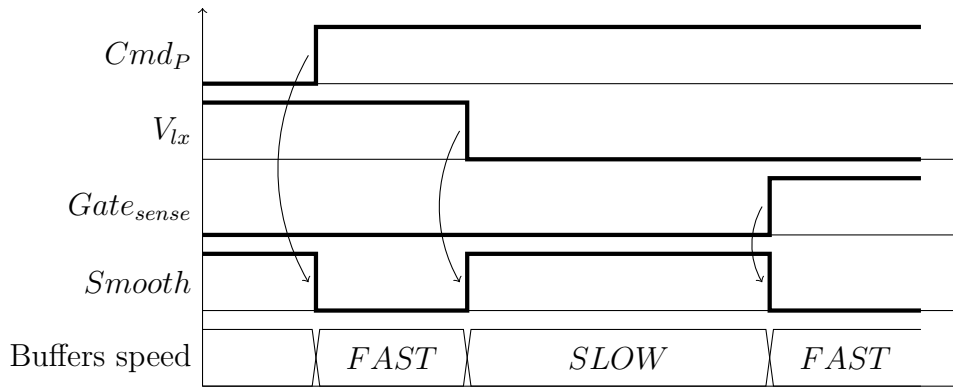 Cmd_P
V_lx
Gate_sense
Smooth
Buffers speed FAST SLOW FAST